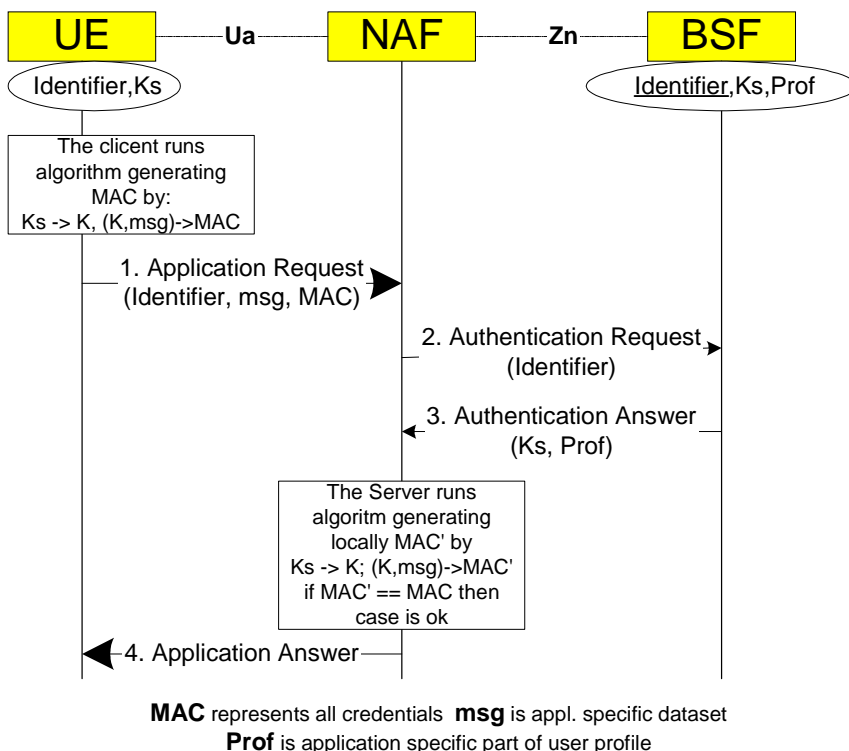 UE Ua NAF Zn BSF
Identifier,Ks
Identifier,Ks,Prof
The clicent runs
algorithm generating
MAC by:
Ks -> K, (K,msg)->MAC
1. Application Request
(Identifier, msg, MAC)
2. Authentication Request
(Identifier)
3. Authentication Answer
(Ks, Prof)
The Server runs
algoritm generating
locally MAC' by
Ks -> K; (K,msg)->MAC'
if MAC' == MAC then
case is ok
4. Application Answer
MAC represents all credentials msg is appl. specific dataset
Prof is application specific part of user profile